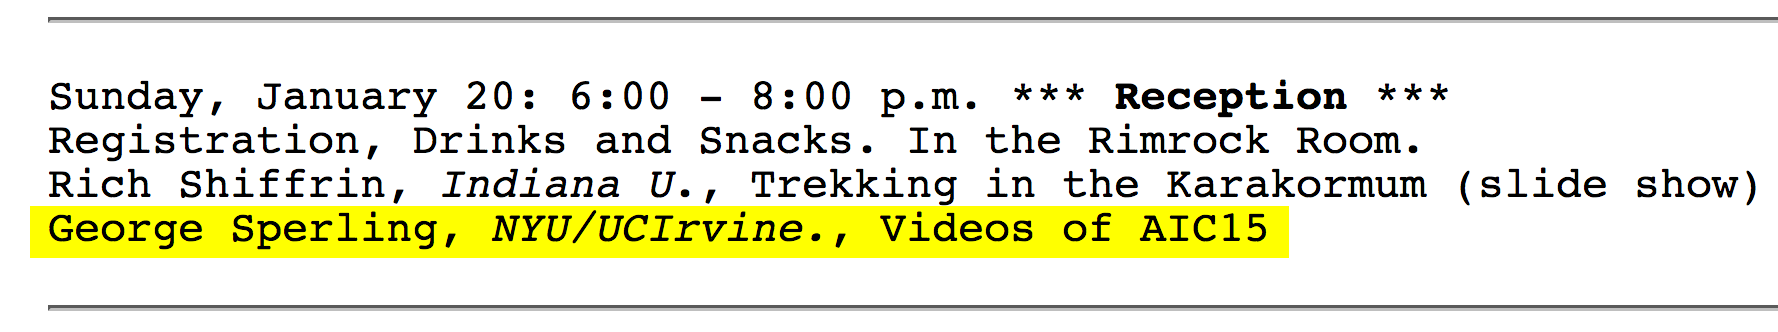 Sunday, January 20: 6:00 - 8:00 p.m. *** Reception ***
Registration, Drinks and Snacks. In the Rimrock Room.
Rich Shiffrin, Indiana U., Trekking in the Karakormum (slide show)
George Sperling, NYU/UCIrvine., Videos of AIC15